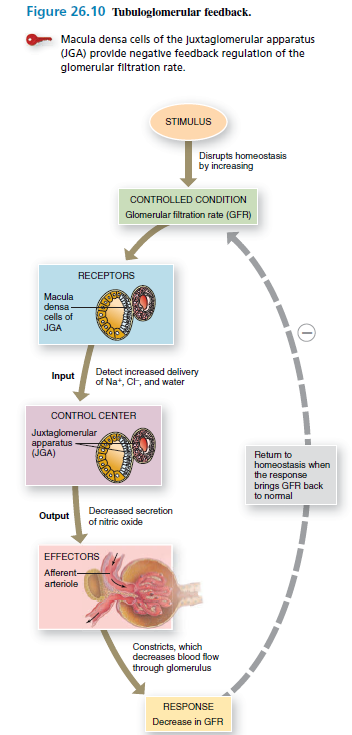 Figure 26.10 Tubuloglomerular feedback.
Macula densa cells of the juxtaglomerular apparatus
(JGA) provide negative feedback regulation of the
glomerular filtration rate.
STIMULUS
Disrupts homeostasis
by increasing
CONTROLLED CONDITION
Glomerular filtration rate (GFR)
RECEPTORS
Macula
densa
cells of
JGA
Input
Detect increased delivery
of Na⁺, Cl⁻, and water
CONTROL CENTER
Juxtaglomerular
apparatus
(JGA)
Output
Decreased secretion
of nitric oxide
EFFECTORS
Afferent
arteriole
Constricts, which
decreases blood flow
through glomerulus
RESPONSE
Decrease in GFR
−
Return to
homeostasis when
the response
brings GFR back
to normal